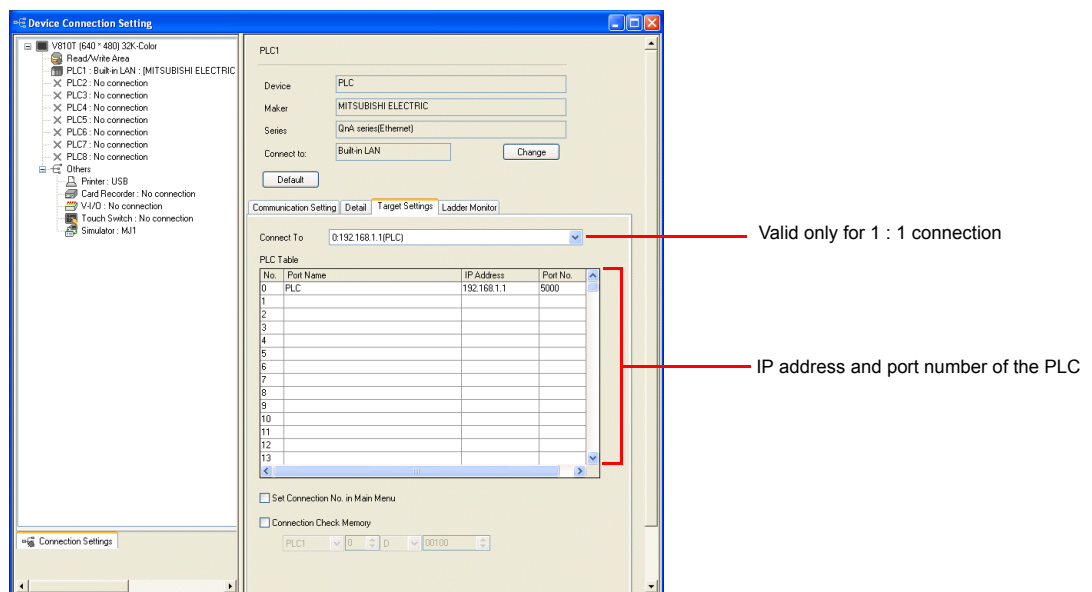 Device Connection Setting
V810T (640 * 480) 32K-Color
Read/Write Area
PLC1 : Built-in LAN : [MITSUBISHI ELECTRIC
PLC2 : No connection
PLC3 : No connection
PLC4 : No connection
PLC5 : No connection
PLC6 : No connection
PLC7 : No connection
PLC8 : No connection
Others
Printer : USB
Card Recorder : No connection
V-I/O : No connection
Touch Switch : No connection
Simulator : MJ1
Connection Settings
PLC1
Device PLC
Maker MITSUBISHI ELECTRIC
Series QnA series(Ethernet)
Connect to: Built-in LAN Change
Default
Communication Setting Detail Target Settings Ladder Monitor
Connect To 0:192.168.1.1(PLC)
PLC Table
No. Port Name IP Address Port No.
0 PLC 192.168.1.1 5000
1
2
3
4
5
6
7
8
9
10
11
12
13
Set Connection No. in Main Menu
Connection Check Memory
PLC1 0 D 00100
Valid only for 1 : 1 connection
IP address and port number of the PLC